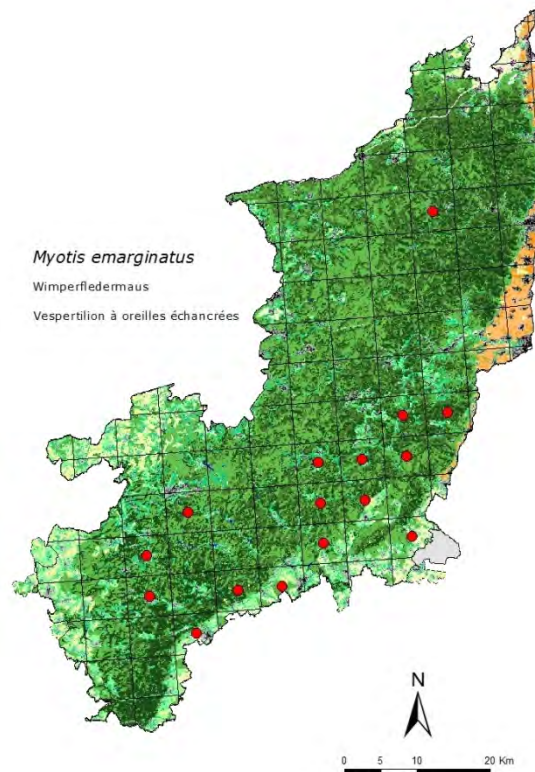 Myotis emarginatus
Wimperfledermaus
Vespertilion à oreilles échancrées
N
0 5 10 20 Km